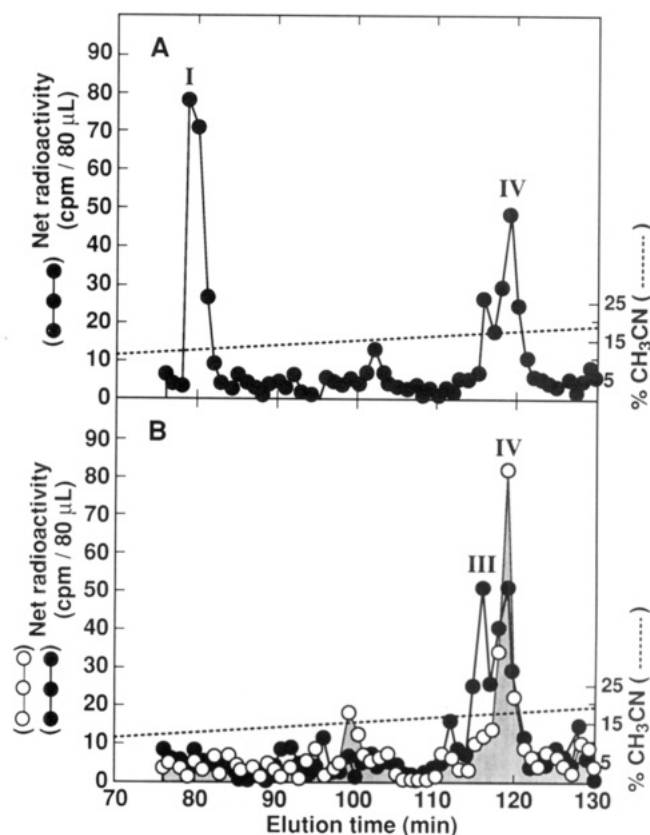 A
I
IV
Net radioactivity
(cpm / 80 µL)
90
80
70
60
50
40
30
20
10
0
25
15
5
% CH₃CN (------)
B
IV
III
Net radioactivity
(cpm / 80 µL)
90
80
70
60
50
40
30
20
10
0
25
15
5
% CH₃CN (------)
70 80 90 100 110 120 130
Elution time (min)